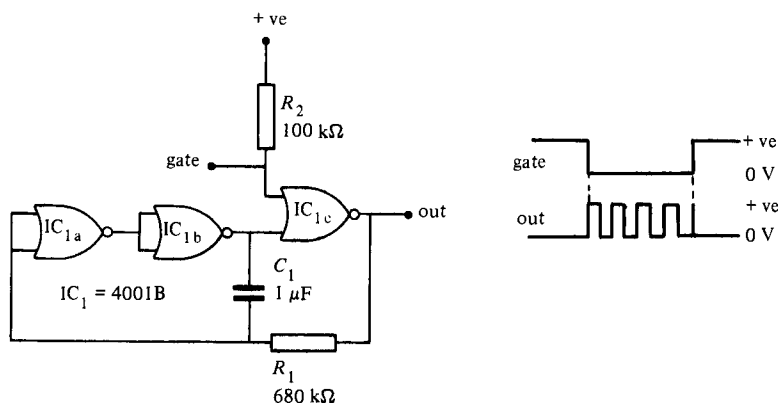 + ve
R2
100 kΩ
gate
IC1a
IC1b
IC1c
out
IC1 = 4001B
C1
1 μF
R1
680 kΩ
gate
+ ve
0 V
out
+ ve
0 V